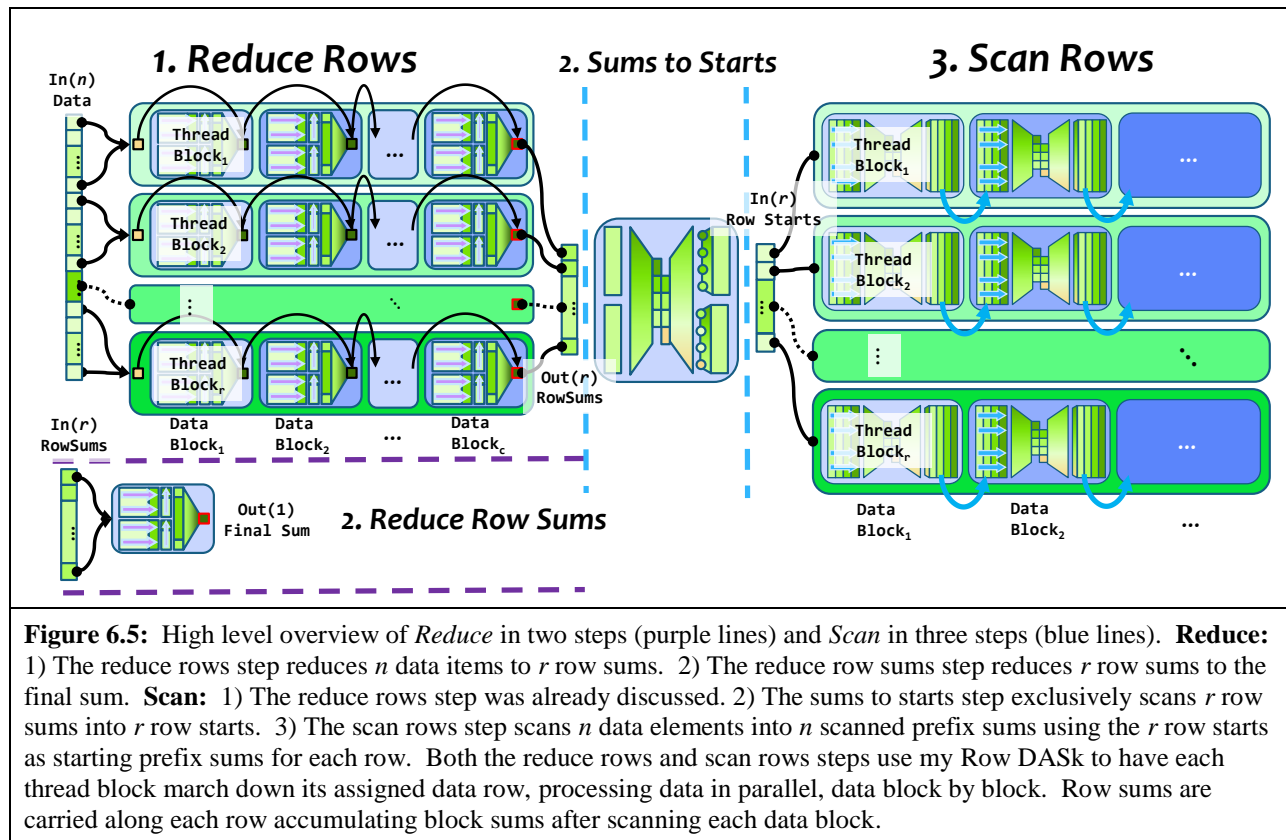 1. Reduce Rows
2. Sums to Starts
3. Scan Rows
In(n)
Data
Thread
Block1
...
Thread
Block2
...
Thread
Blockr
...
Data
Block1
Data
Block2
...
Data
Blockc
Out(r)
RowSums
In(r)
Row Starts
Thread
Block1
...
Thread
Block2
...
Thread
Blockr
...
Data
Block1
Data
Block2
...
In(r)
RowSums
Out(1)
Final Sum
2. Reduce Row Sums
Figure 6.5: High level overview of Reduce in two steps (purple lines) and Scan in three steps (blue lines). Reduce:
1) The reduce rows step reduces n data items to r row sums. 2) The reduce row sums step reduces r row sums to the
final sum. Scan: 1) The reduce rows step was already discussed. 2) The sums to starts step exclusively scans r row
sums into r row starts. 3) The scan rows step scans n data elements into n scanned prefix sums using the r row starts
as starting prefix sums for each row. Both the reduce rows and scan rows steps use my Row DASk to have each
thread block march down its assigned data row, processing data in parallel, data block by block. Row sums are
carried along each row accumulating block sums after scanning each data block.